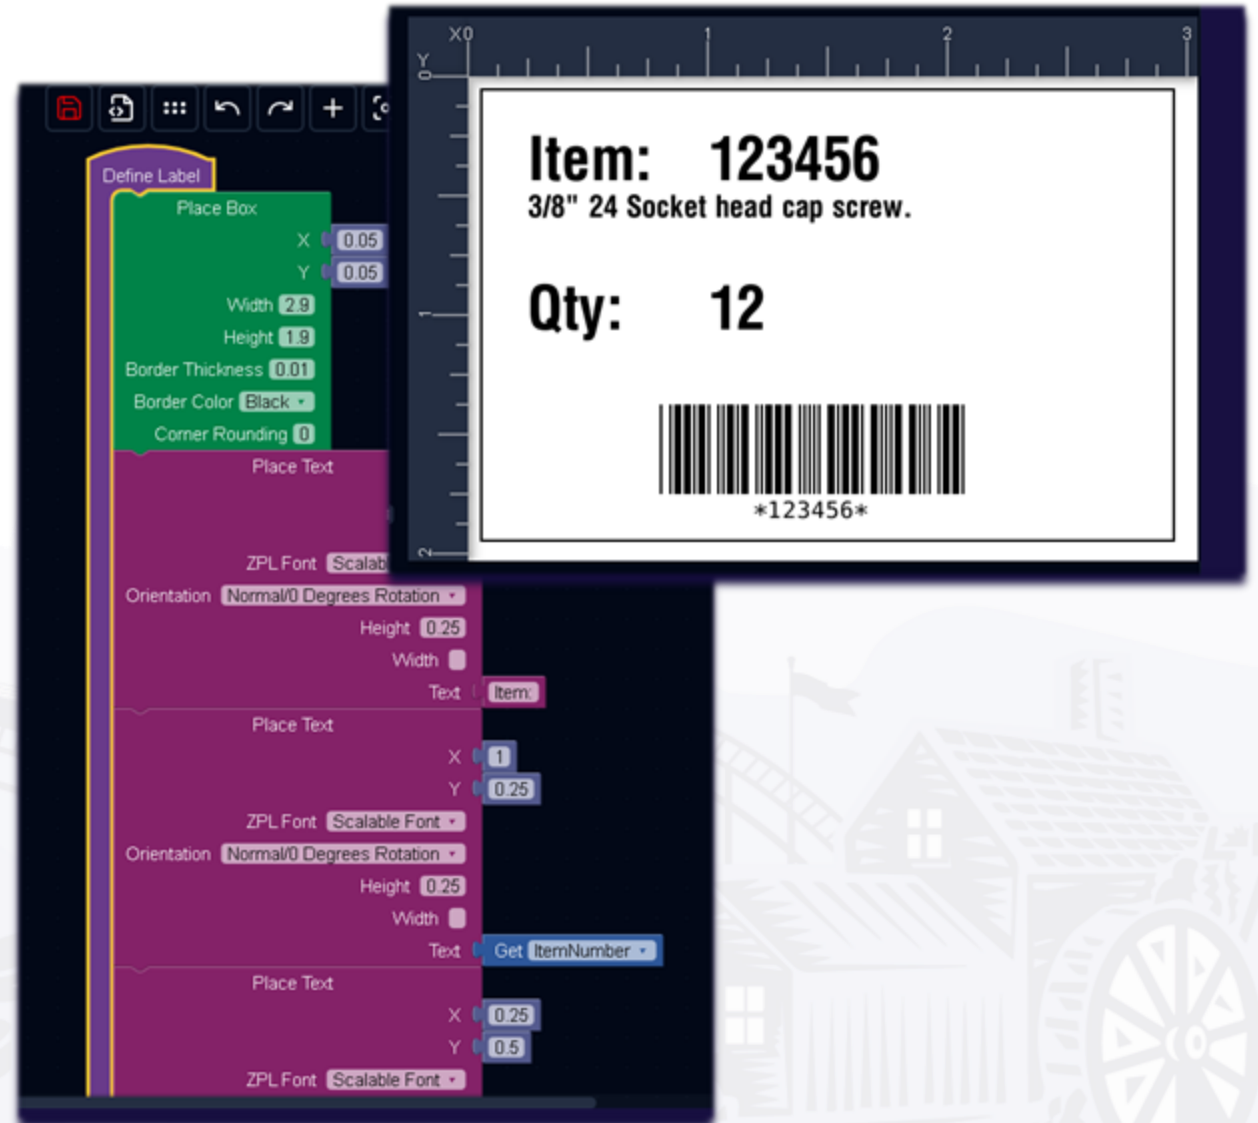 Define Label
Place Box
X 0.05
Y 0.05
Width 2.9
Height 1.9
Border Thickness 0.01
Border Color Black
Corner Rounding 0
Place Text
ZPL Font
Orientation Normal/0 Degrees Rotation
Height 0.25
Width
Text Item:
Place Text
X 1
Y 0.25
ZPL Font Scalable Font
Orientation Normal/0 Degrees Rotation
Height 0.25
Width
Text Get ItemNumber
Place Text
X 0.25
Y 0.5
ZPL Font Scalable Font
X 0 1 2 3
Y
0
1
2
Item: 123456
3/8" 24 Socket head cap screw.
Qty: 12
*123456*